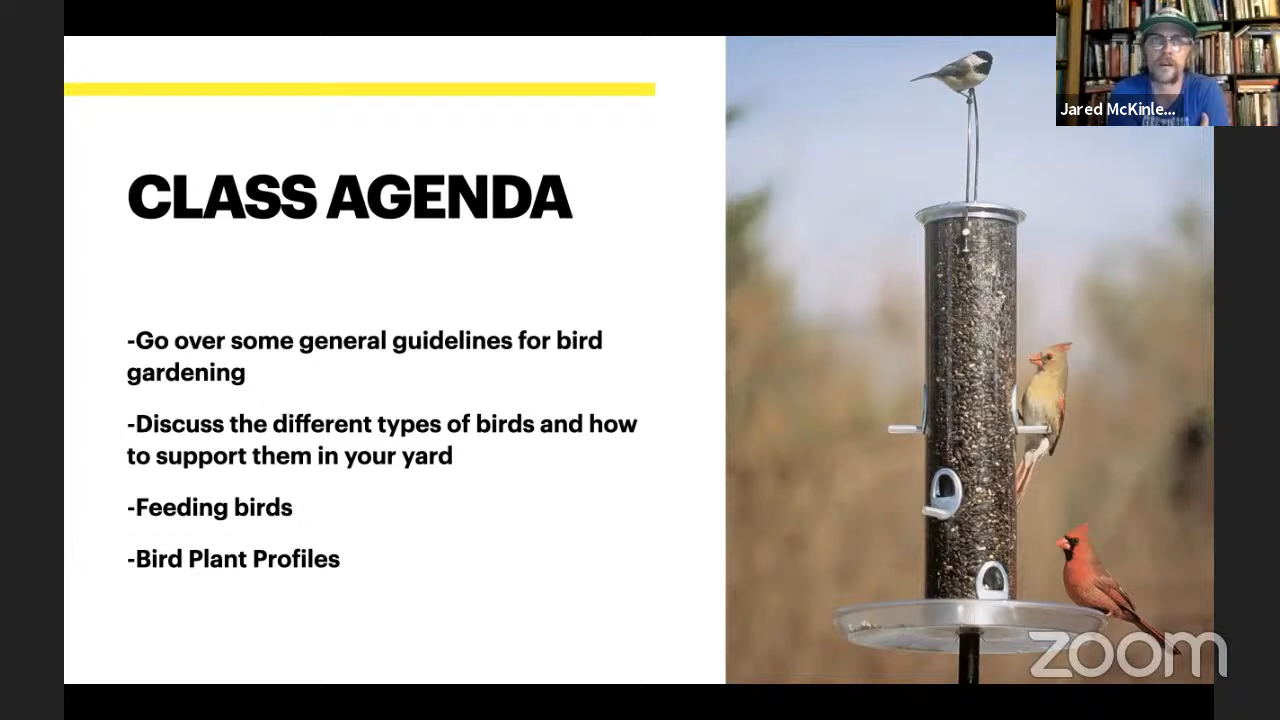 Jared McKinle...
CLASS AGENDA
-Go over some general guidelines for bird
gardening
-Discuss the different types of birds and how
to support them in your yard
-Feeding birds
-Bird Plant Profiles
zoom